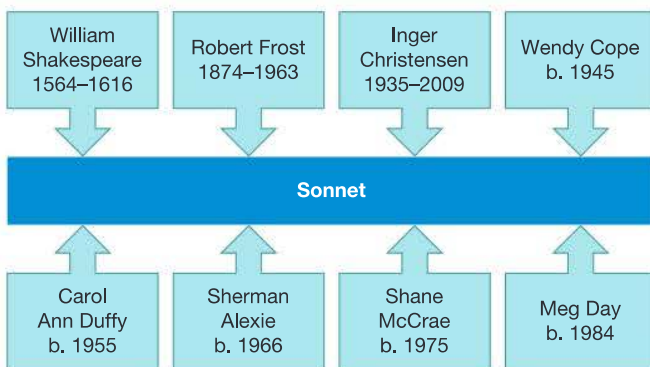 William
Shakespeare
1564–1616
Robert Frost
1874–1963
Inger
Christensen
1935–2009
Wendy Cope
b. 1945
Sonnet
Carol
Ann Duffy
b. 1955
Sherman
Alexie
b. 1966
Shane
McCrae
b. 1975
Meg Day
b. 1984